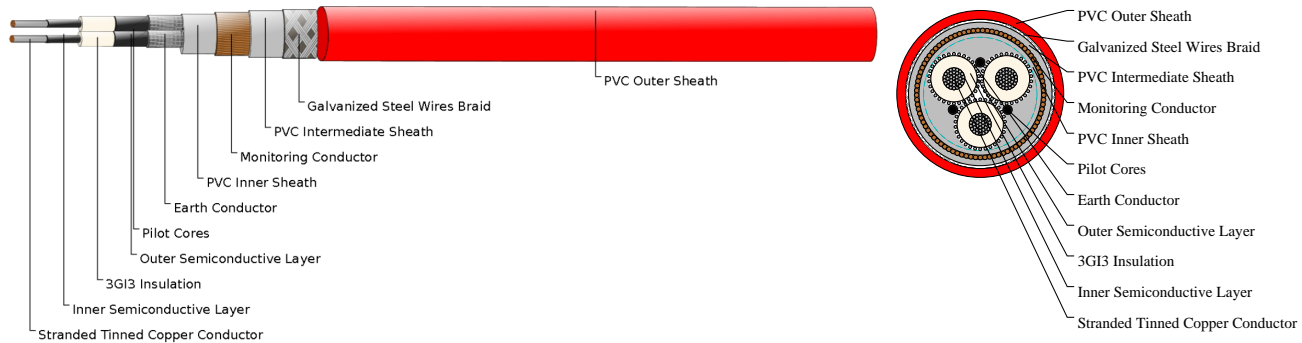 PVC Outer Sheath
Galvanized Steel Wires Braid
PVC Intermediate Sheath
Monitoring Conductor
PVC Inner Sheath
Earth Conductor
Pilot Cores
Outer Semiconductive Layer
3GI3 Insulation
Inner Semiconductive Layer
Stranded Tinned Copper Conductor
PVC Outer Sheath
Galvanized Steel Wires Braid
PVC Intermediate Sheath
Monitoring Conductor
PVC Inner Sheath
Pilot Cores
Earth Conductor
Outer Semiconductive Layer
3GI3 Insulation
Inner Semiconductive Layer
Stranded Tinned Copper Conductor